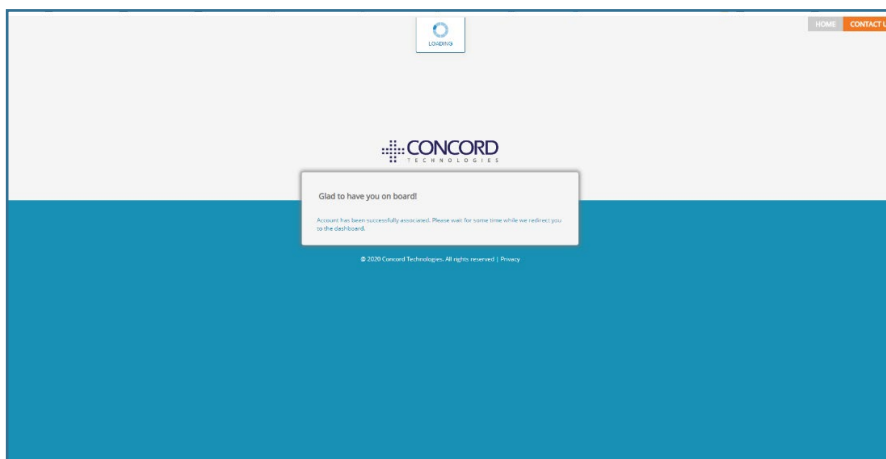 LOADING
HOME CONTACT U
CONCORD
TECHNOLOGIES
Glad to have you on board!
Account has been successfully associated. Please wait for some time while we redirect you
to the dashboard.
© 2020 Concord Technologies. All rights reserved | Privacy